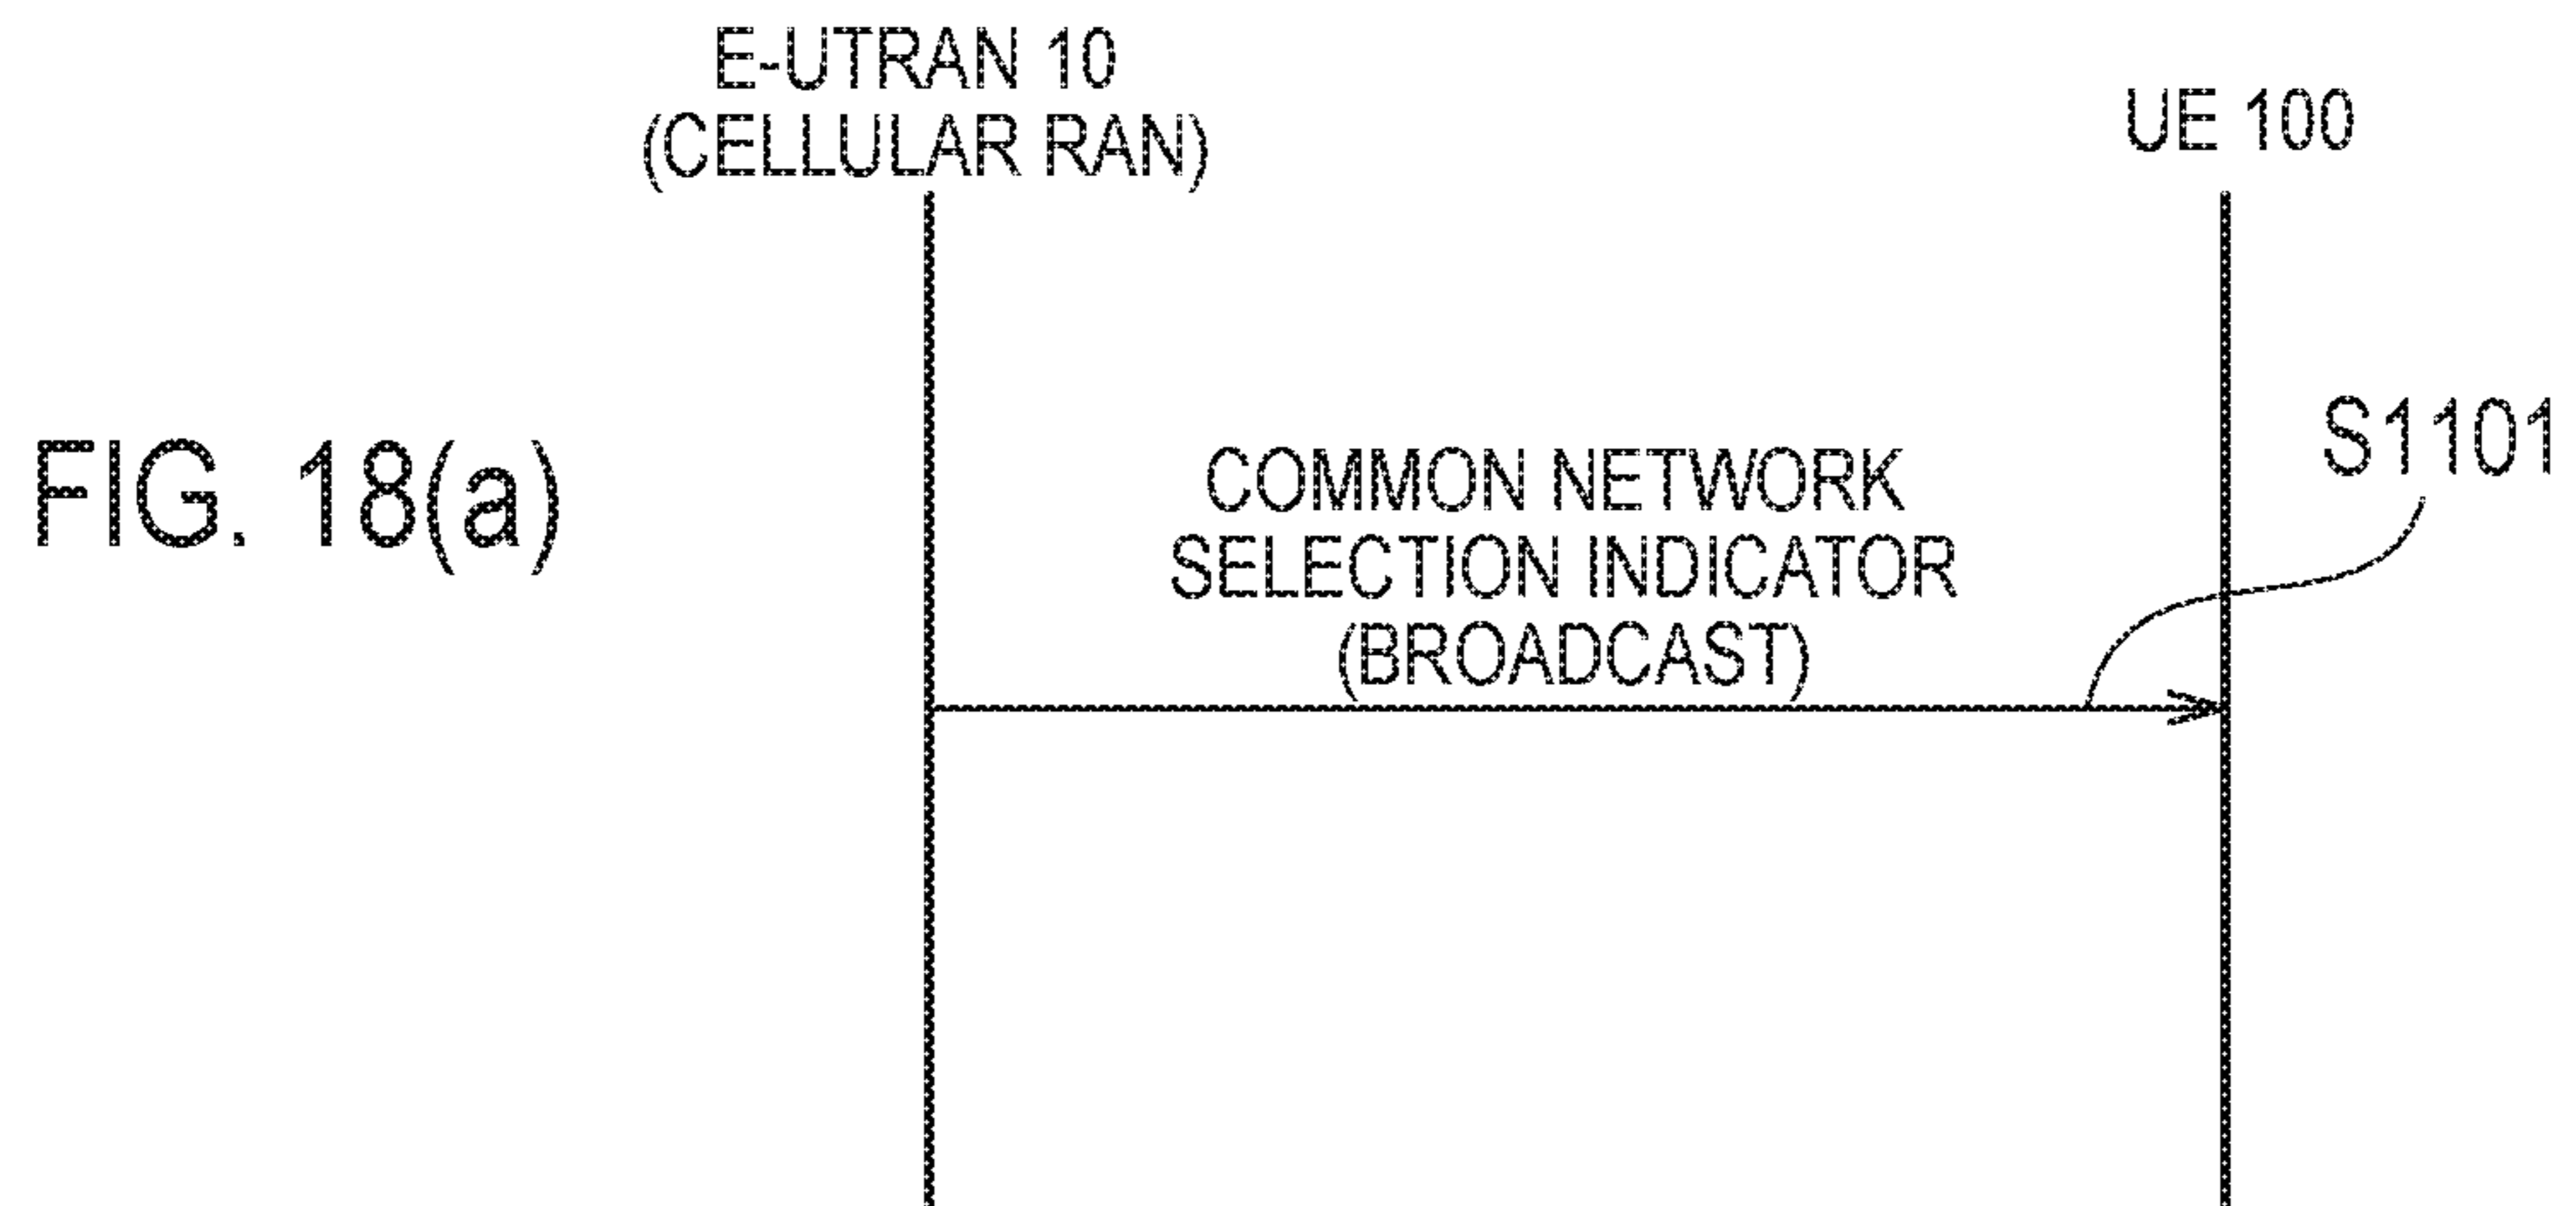 E-UTRAN 10
(CELLULAR RAN)
UE 100
FIG. 18(a)
S1101
COMMON NETWORK
SELECTION INDICATOR
(BROADCAST)